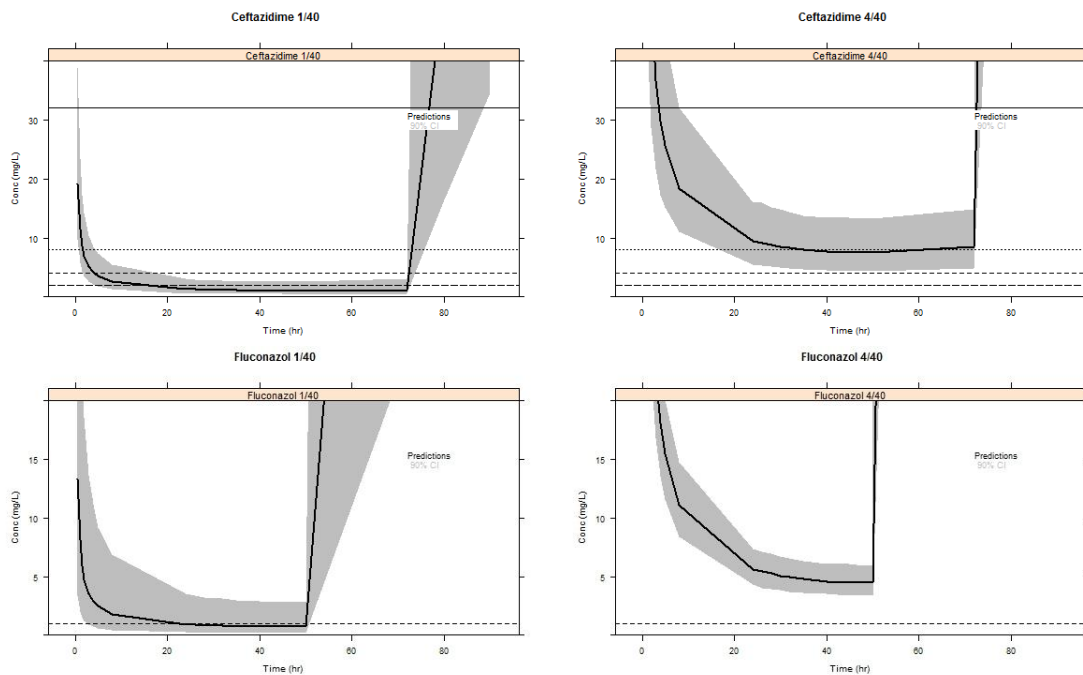 Ceftazidime 1/40
Ceftazidime 1/40
Conc (mg/L)
30
20
10
Predictions
90% CI
0
20
40
60
80
Time (hr)
Ceftazidime 4/40
Ceftazidime 4/40
Conc (mg/L)
30
20
10
Predictions
90% CI
0
20
40
60
80
Time (hr)
Fluconazol 1/40
Fluconazol 1/40
Conc (mg/L)
15
10
5
Predictions
90% CI
0
20
40
60
80
Time (hr)
Fluconazol 4/40
Fluconazol 4/40
Conc (mg/L)
15
10
5
Predictions
90% CI
0
20
40
60
80
Time (hr)